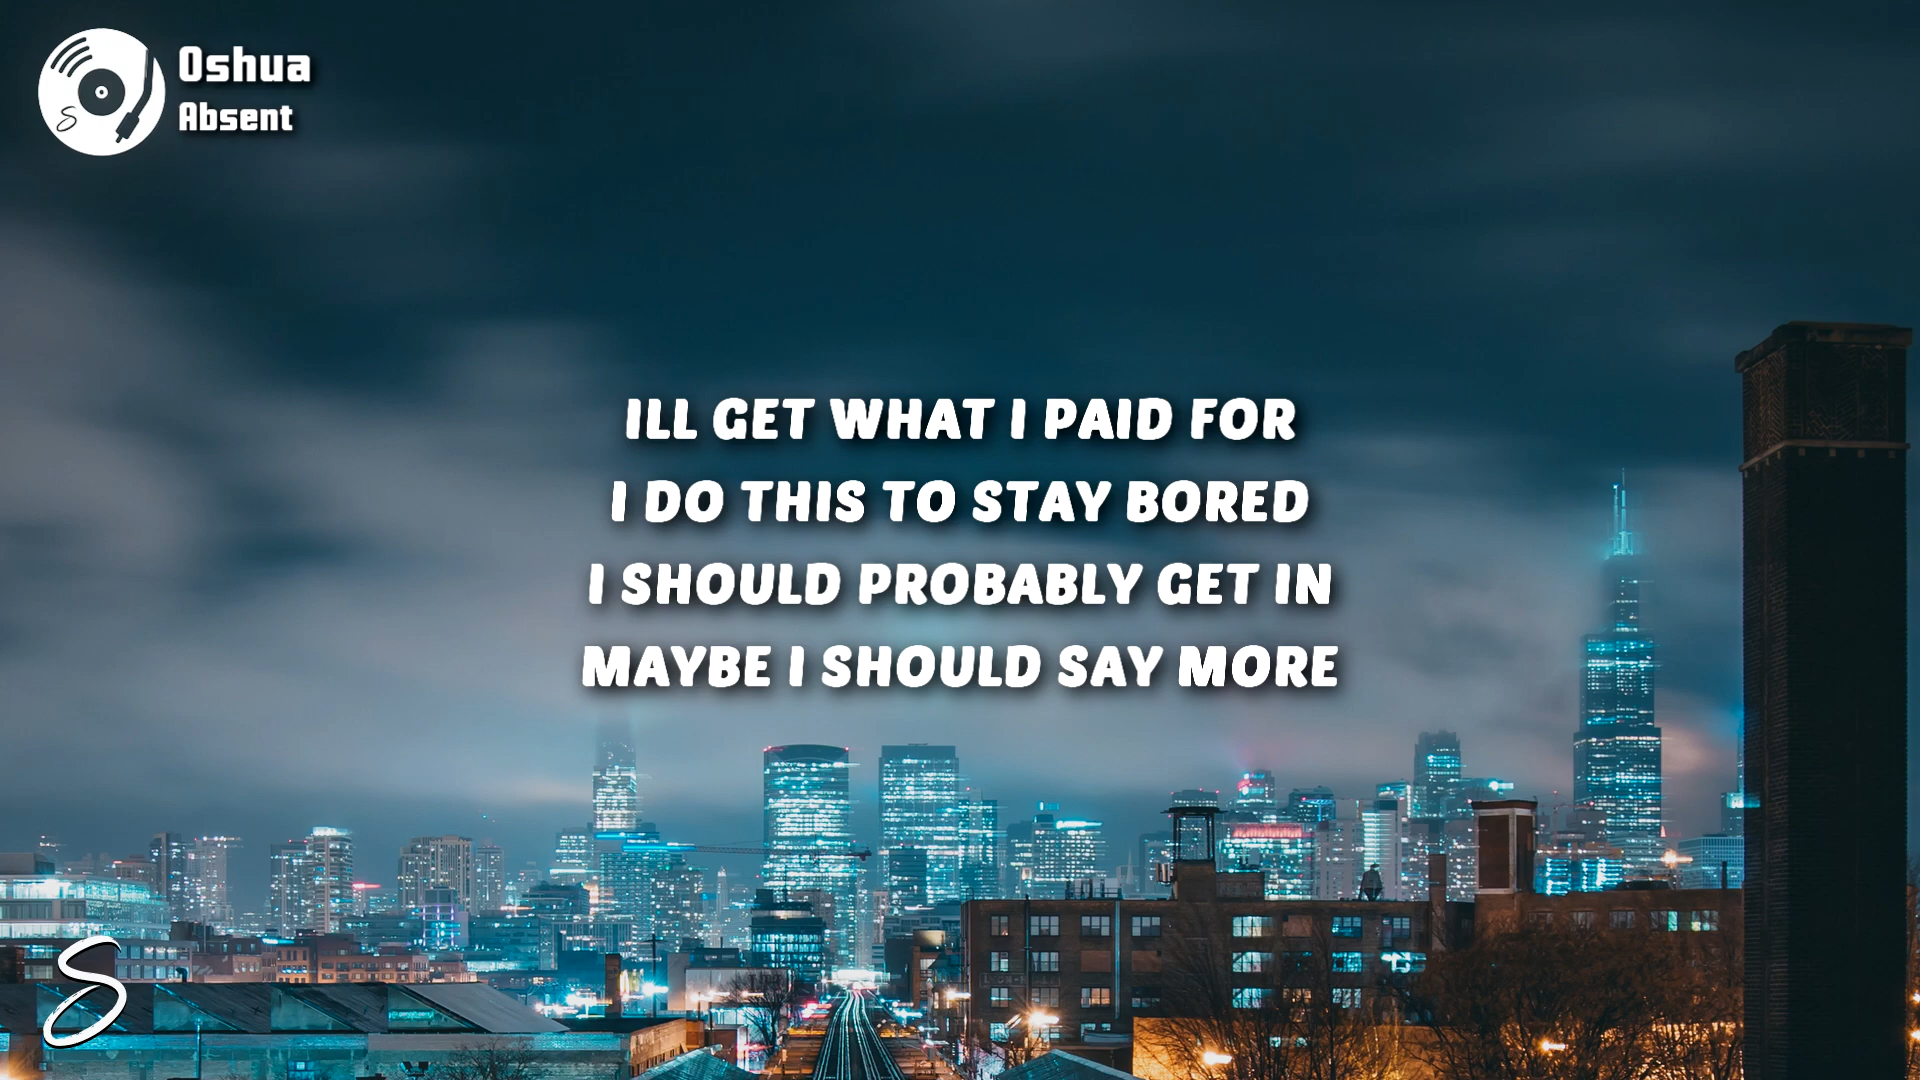 Oshua
Absent
ILL GET WHAT I PAID FOR
I DO THIS TO STAY BORED
I SHOULD PROBABLY GET IN
MAYBE I SHOULD SAY MORE
S